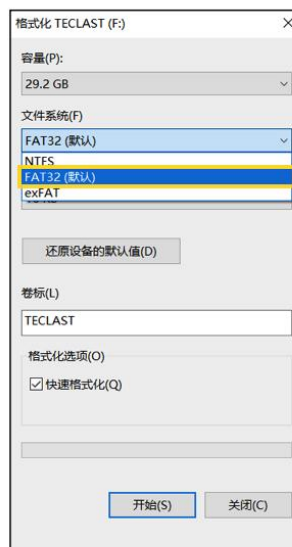 格式化 TECLAST (F:)
容量(P):
29.2 GB
文件系统(F)
FAT32 (默认)
NTFS
FAT32 (默认)
exFAT
还原设备的默认值(D)
卷标(L)
TECLAST
格式化选项(O)
快速格式化(Q)
开始(S)
关闭(C)